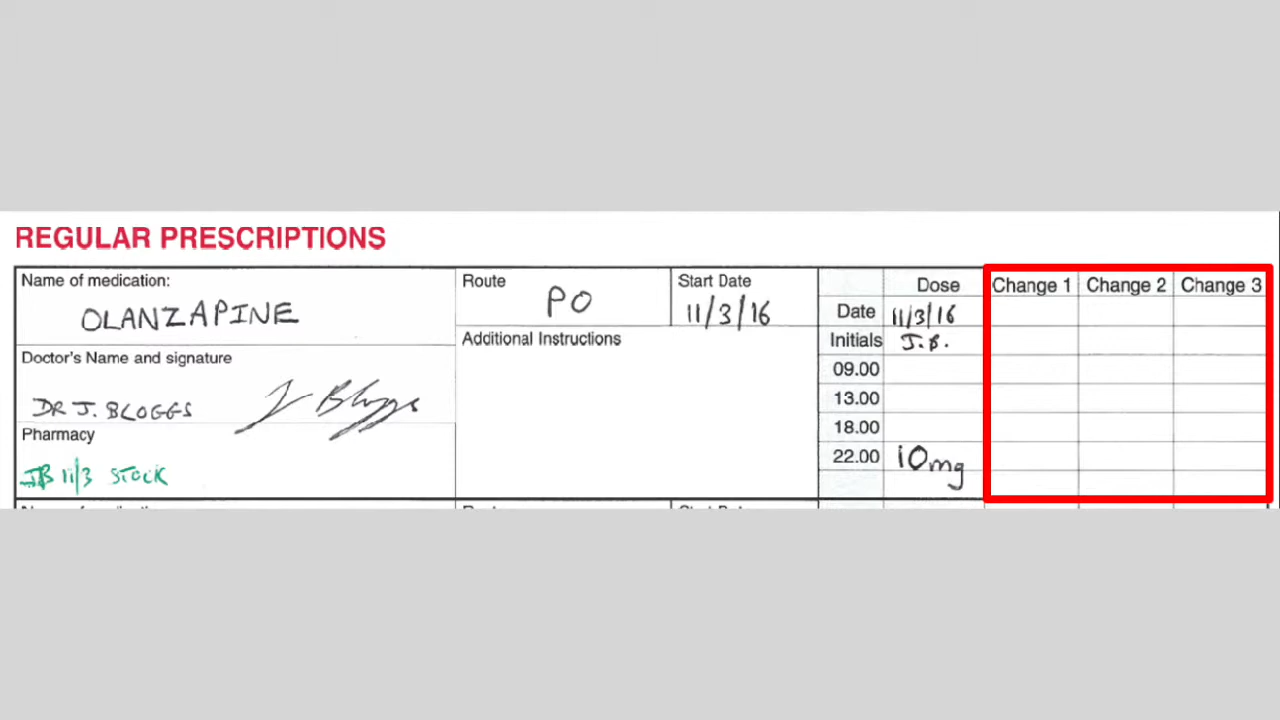 REGULAR PRESCRIPTIONS
Name of medication:
OLANZAPINE
Route
PO
Start Date
11/3/16
Dose
Change 1
Change 2
Change 3
Date
11/3/16
Additional Instructions
Initials
J.B.
Doctor's Name and signature
DR J. BLOGGS
J Bloggs
09.00
13.00
18.00
Pharmacy
JB 11/3 STOCK
22.00
10mg